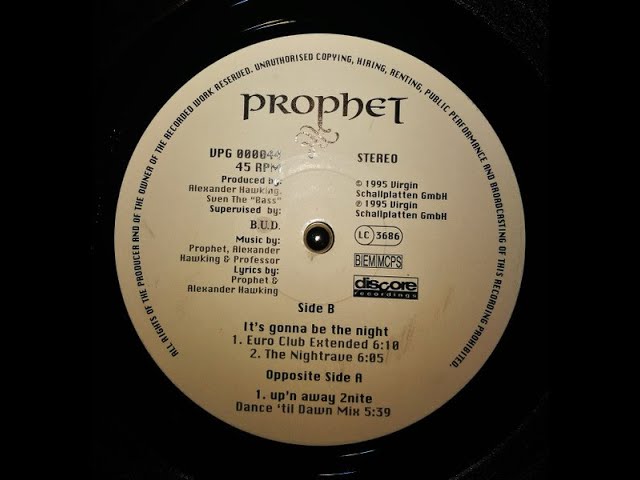 ALL RIGHTS OF THE PRODUCER AND OF THE OWNER OF THE RECORDED WORK RESERVED. UNAUTHORISED COPYING, HIRING, RENTING, PUBLIC PERFORMANCE AND BROADCASTING OF THIS RECORDING PROHIBITED.
PROPHET
VPG 000044
45 RPM
STEREO
Produced by:
Alexander Hawking,
Sven The "Bass"
Supervised by:
B.U.D.
Music by:
Prophet, Alexander
Hawking & Professor
Lyrics by:
Prophet &
Alexander Hawking
© 1995 Virgin
Schallplatten GmbH
℗ 1995 Virgin
Schallplatten GmbH
LC 3686
BIEM/MCPS
discore
recordings
Side B
It's gonna be the night
1. Euro Club Extended 6:10
2. The Nightrave 6:05
Opposite Side A
1. up'n away 2nite
Dance 'til Dawn Mix 5:39